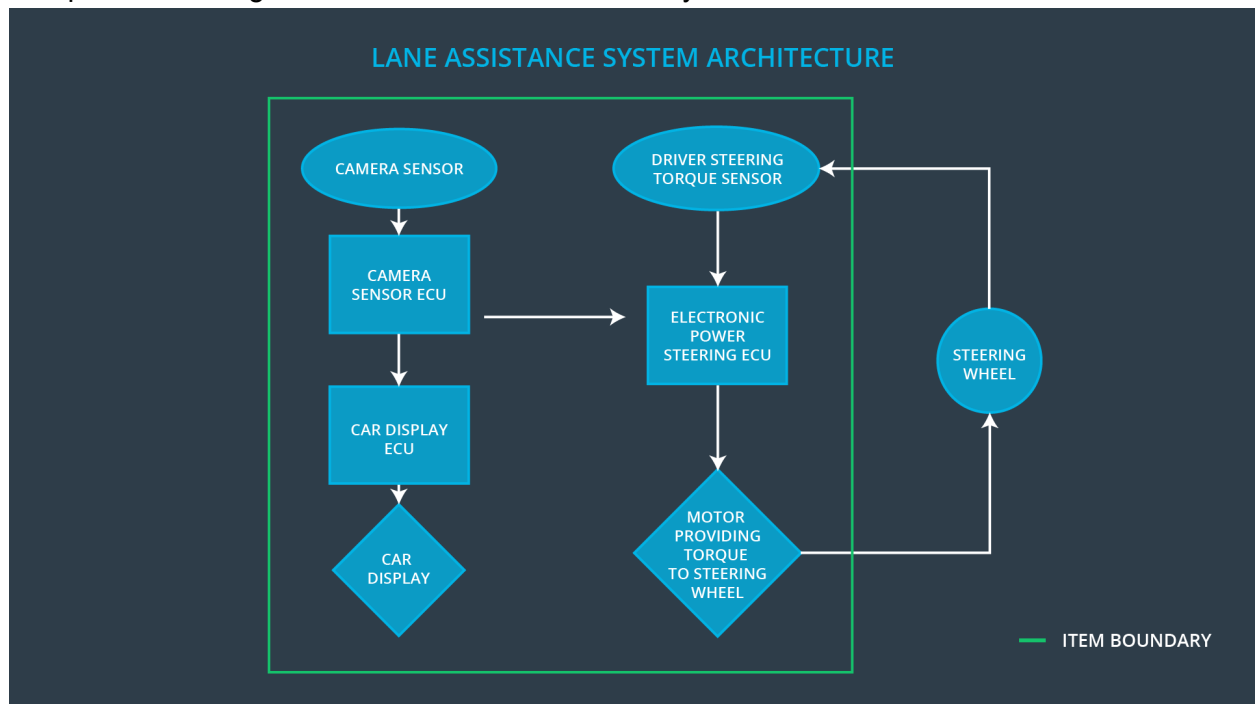 LANE ASSISTANCE SYSTEM ARCHITECTURE
CAMERA SENSOR
CAMERA
SENSOR ECU
CAR DISPLAY
ECU
CAR
DISPLAY
DRIVER STEERING
TORQUE SENSOR
ELECTRONIC
POWER
STEERING ECU
MOTOR
PROVIDING
TORQUE
TO STEERING
WHEEL
STEERING
WHEEL
ITEM BOUNDARY